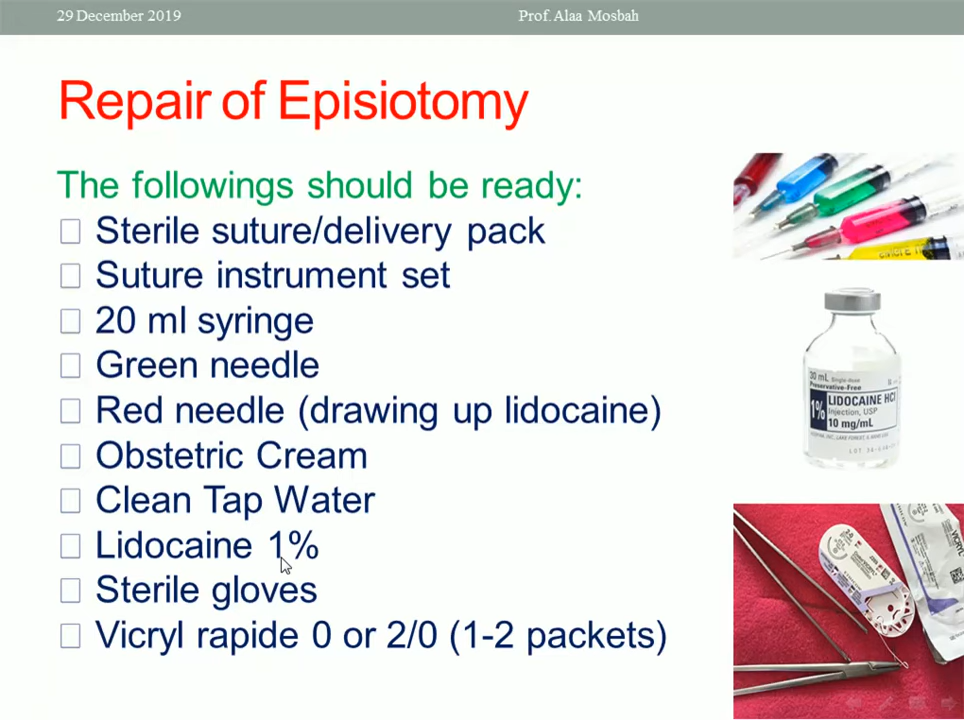 29 December 2019
Prof. Alaa Mosbah
Repair of Episiotomy
The followings should be ready:
Sterile suture/delivery pack
Suture instrument set
20 ml syringe
Green needle
Red needle (drawing up lidocaine)
Obstetric Cream
Clean Tap Water
Lidocaine 1%
Sterile gloves
Vicryl rapide 0 or 2/0 (1-2 packets)
30 mL Single-dose
Preservative-Free
1% LIDOCAINE HCl
Injection, USP
10 mg/mL
2-0
VICRYL